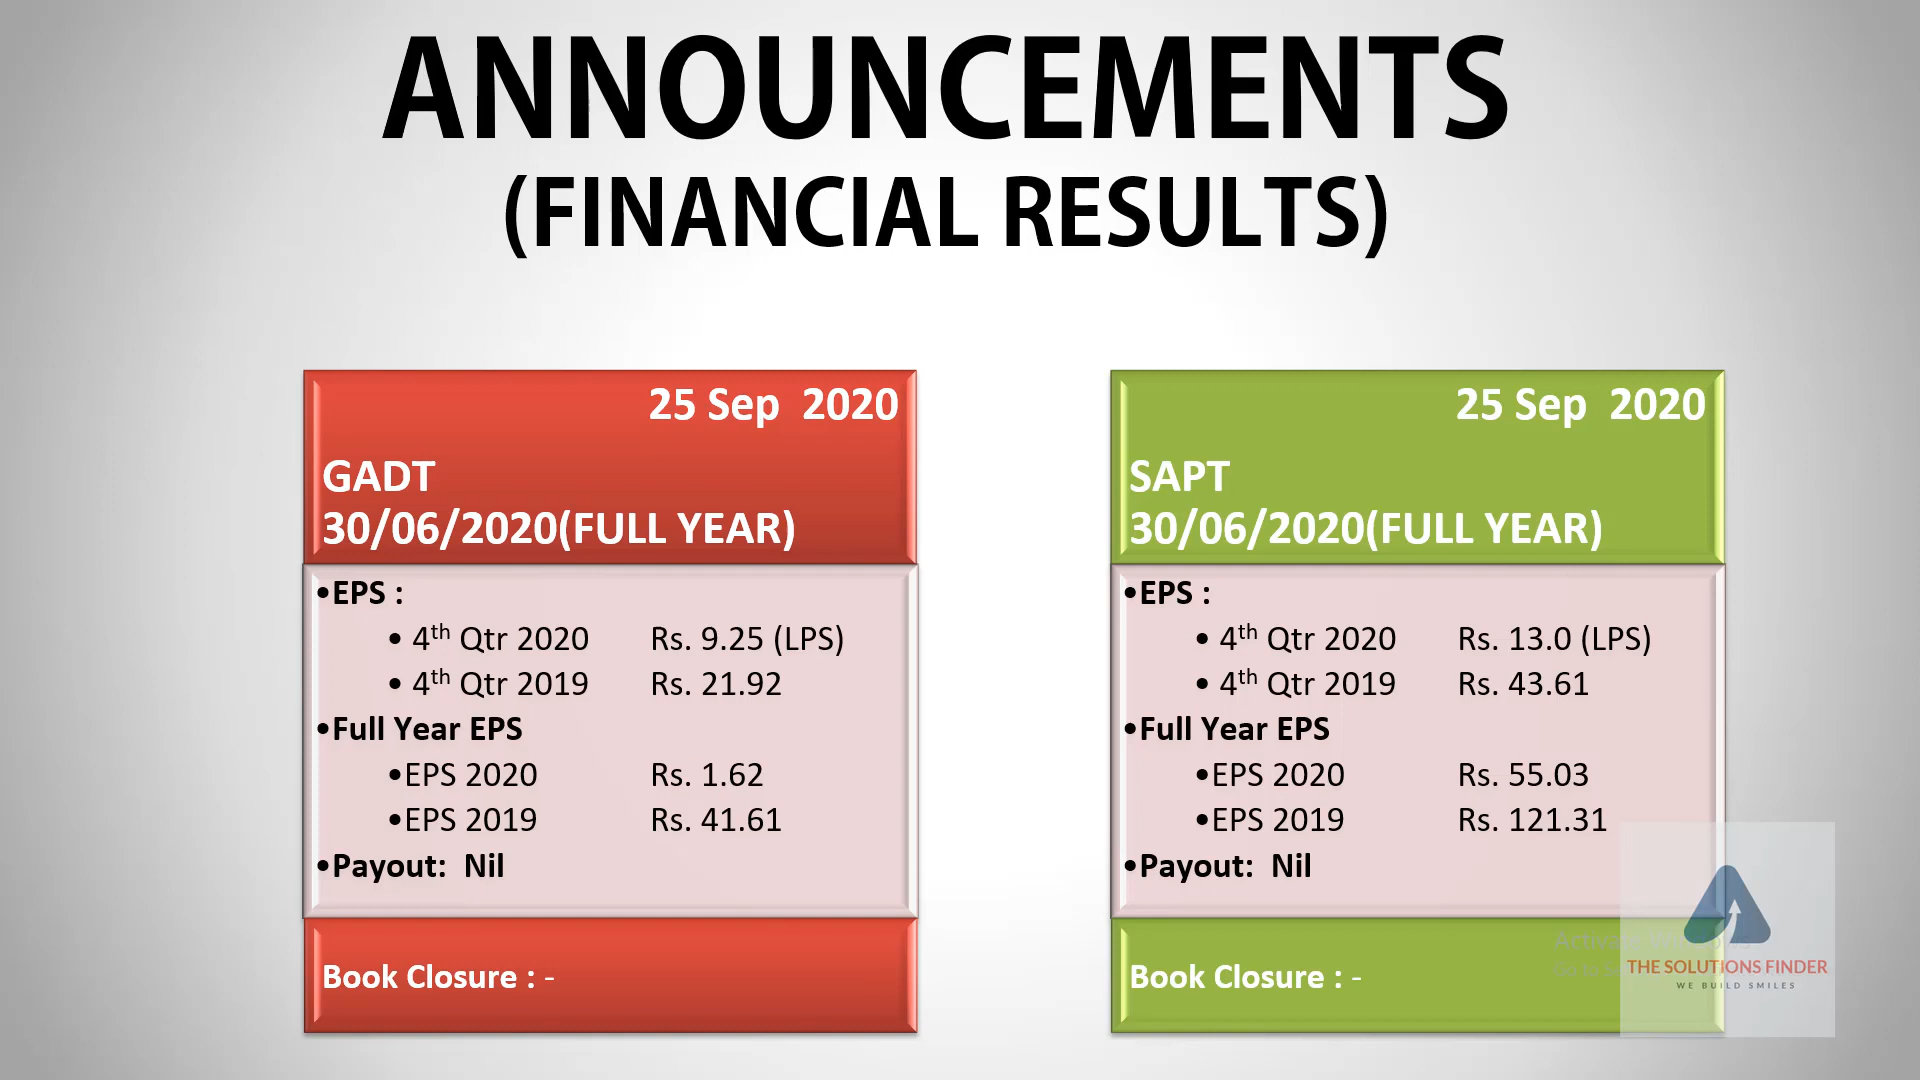 ANNOUNCEMENTS
(FINANCIAL RESULTS)
25 Sep 2020
GADT
30/06/2020(FULL YEAR)
•EPS :
• 4th Qtr 2020 Rs. 9.25 (LPS)
• 4th Qtr 2019 Rs. 21.92
•Full Year EPS
•EPS 2020 Rs. 1.62
•EPS 2019 Rs. 41.61
•Payout: Nil
Book Closure : -
25 Sep 2020
SAPT
30/06/2020(FULL YEAR)
•EPS :
• 4th Qtr 2020 Rs. 13.0 (LPS)
• 4th Qtr 2019 Rs. 43.61
•Full Year EPS
•EPS 2020 Rs. 55.03
•EPS 2019 Rs. 121.31
•Payout: Nil
Book Closure : -
THE SOLUTIONS FINDER
WE BUILD SMILES